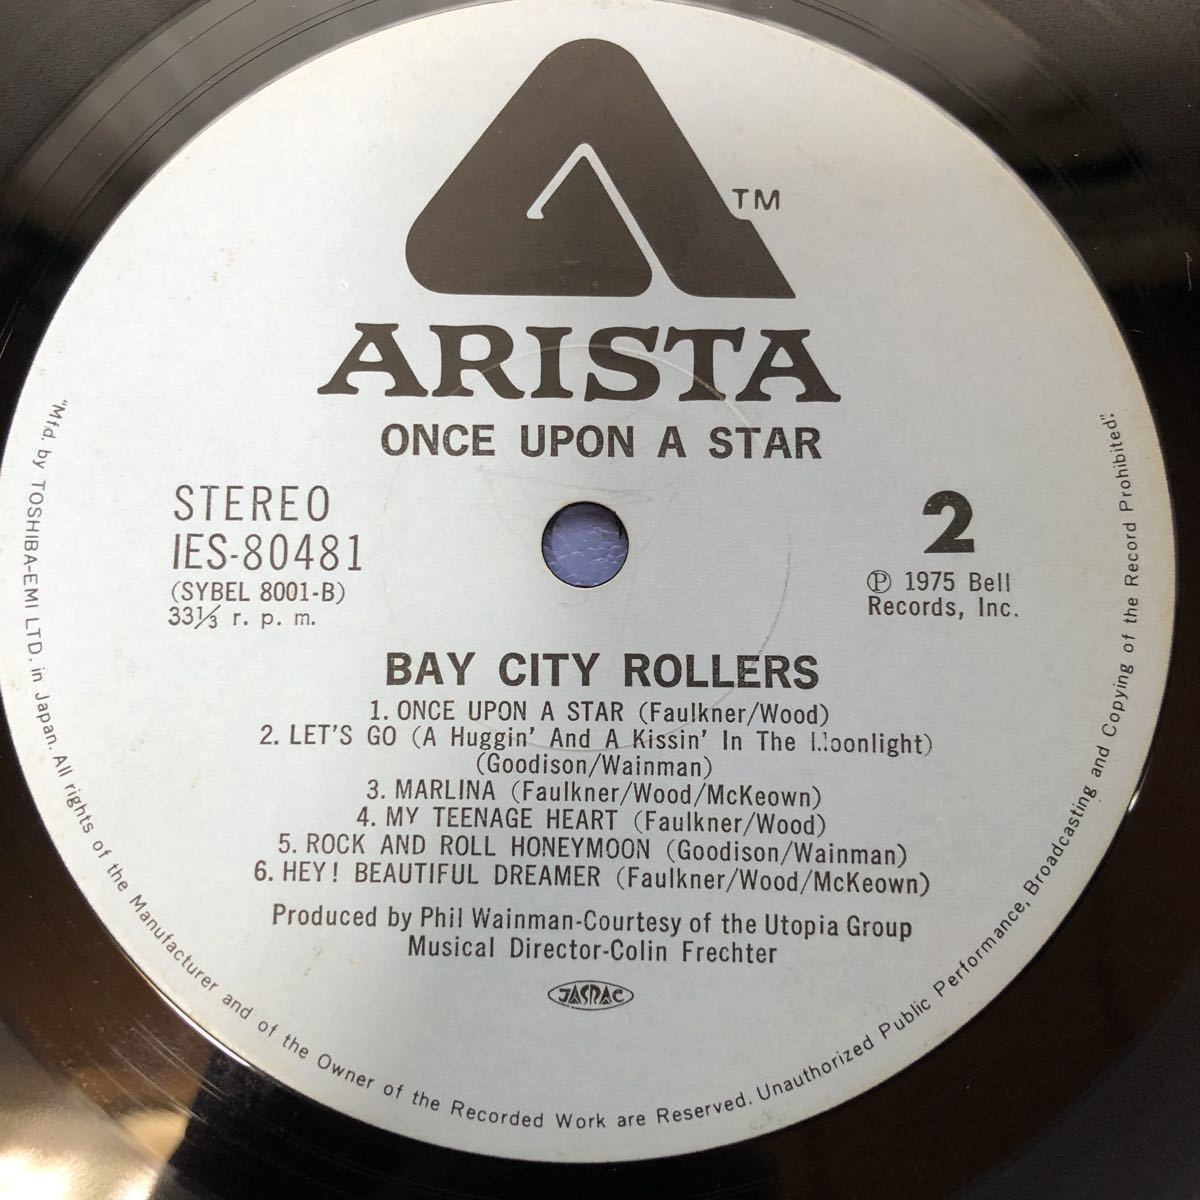 TM
ARISTA
ONCE UPON A STAR
STEREO
IES-80481
(SYBEL 8001-B)
33⅓ r. p. m.
2
Ⓟ 1975 Bell
Records, Inc.
BAY CITY ROLLERS
1. ONCE UPON A STAR (Faulkner/Wood)
2. LET'S GO (A Huggin' And A Kissin' In The Moonlight)
(Goodison/Wainman)
3. MARLINA (Faulkner/Wood/McKeown)
4. MY TEENAGE HEART (Faulkner/Wood)
5. ROCK AND ROLL HONEYMOON (Goodison/Wainman)
6. HEY! BEAUTIFUL DREAMER (Faulkner/Wood/McKeown)
Produced by Phil Wainman-Courtesy of the Utopia Group
Musical Director-Colin Frechter
JASRAC
"Mfd. by TOSHIBA-EMI LTD. in Japan. All rights of the Manufacturer and of the Owner of the Recorded Work are Reserved. Unauthorized Public Performance, Broadcasting and Copying of the Record Prohibited."